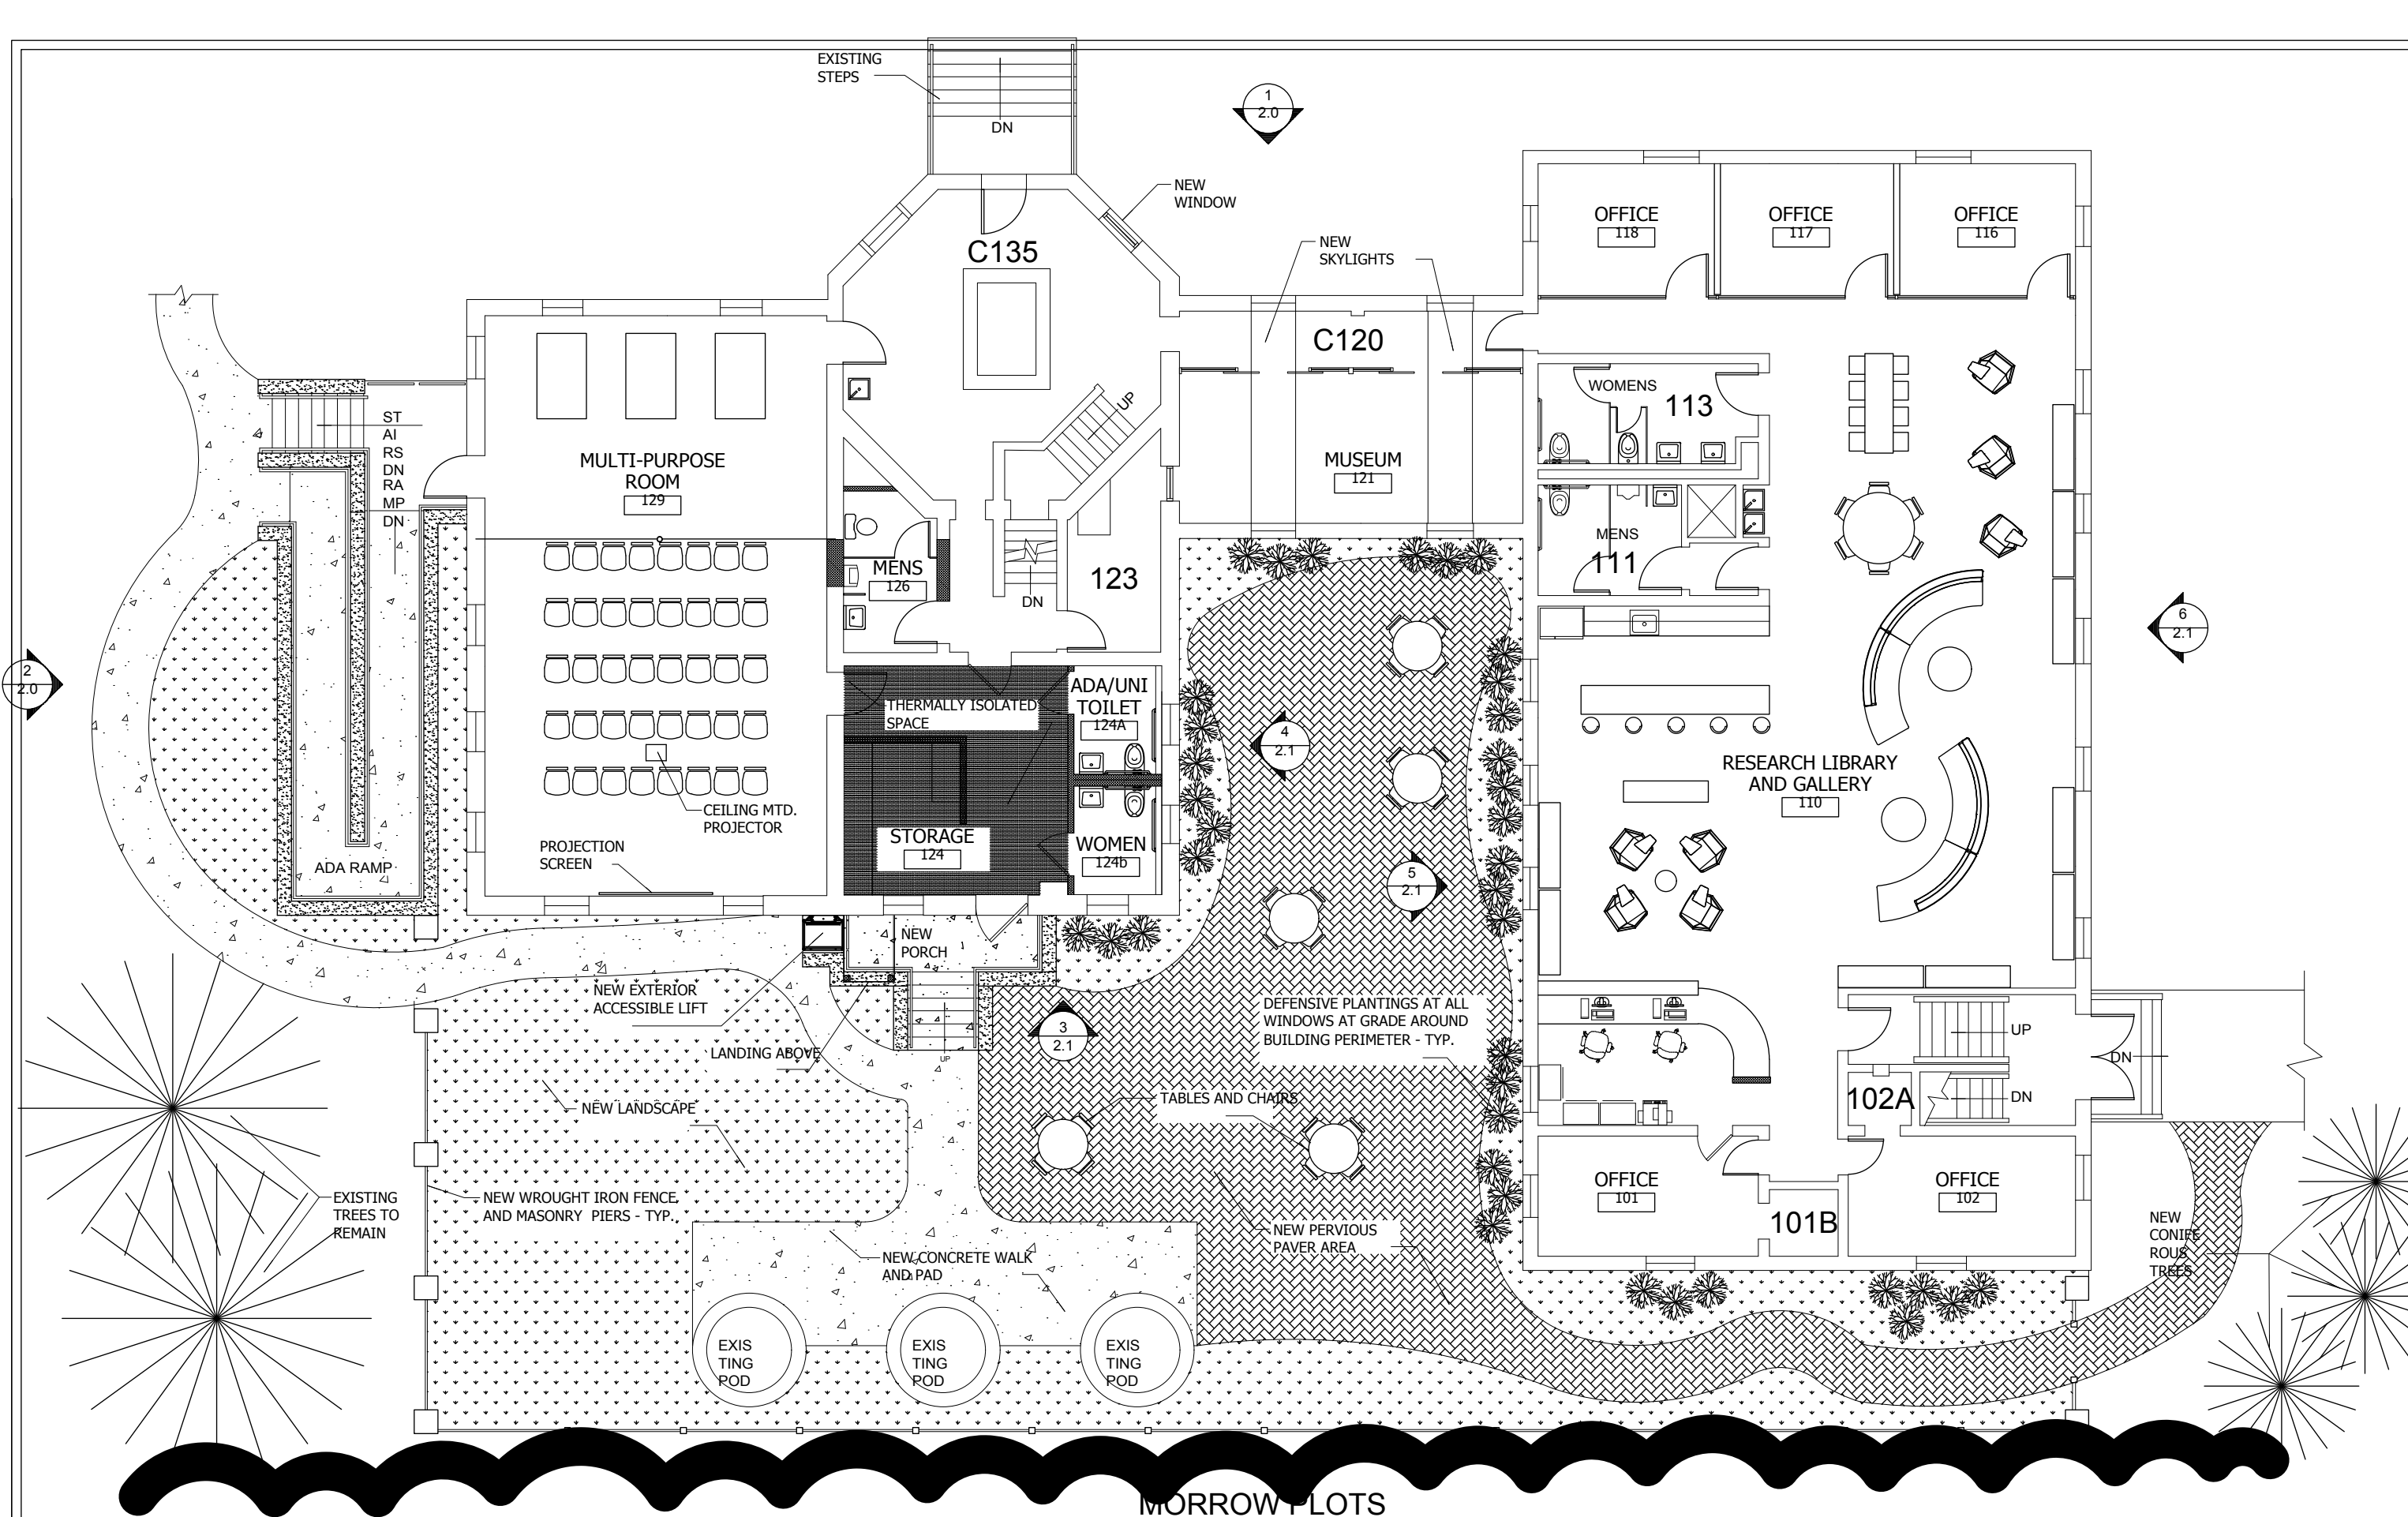 EXISTING
STEPS
DN
1
2.0
NEW
WINDOW
C135
NEW
SKYLIGHTS
C120
OFFICE
118
OFFICE
117
OFFICE
116
WOMENS
113
UP
ST
AI
RS
DN
RA
MP
DN
MULTI-PURPOSE
ROOM
129
MUSEUM
121
MENS
111
MENS
126
123
DN
2
2.0
6
2.1
THERMALLY ISOLATED
SPACE
ADA/UNI
TOILET
124A
4
2.1
RESEARCH LIBRARY
AND GALLERY
110
CEILING MTD.
PROJECTOR
PROJECTION
SCREEN
STORAGE
124
WOMEN
124b
ADA RAMP
5
2.1
NEW
PORCH
NEW EXTERIOR
ACCESSIBLE LIFT
LANDING ABOVE
UP
3
2.1
DEFENSIVE PLANTINGS AT ALL
WINDOWS AT GRADE AROUND
BUILDING PERIMETER - TYP.
UP
DN
DN
102A
NEW LANDSCAPE
TABLES AND CHAIRS
EXISTING
TREES TO
REMAIN
NEW WROUGHT IRON FENCE
AND MASONRY PIERS - TYP.
OFFICE
101
101B
OFFICE
102
NEW CONCRETE WALK
AND PAD
NEW PERVIOUS
PAVER AREA
NEW
CONIFE
ROUS
TREES
EXIS
TING
POD
EXIS
TING
POD
EXIS
TING
POD
MORROW PLOTS